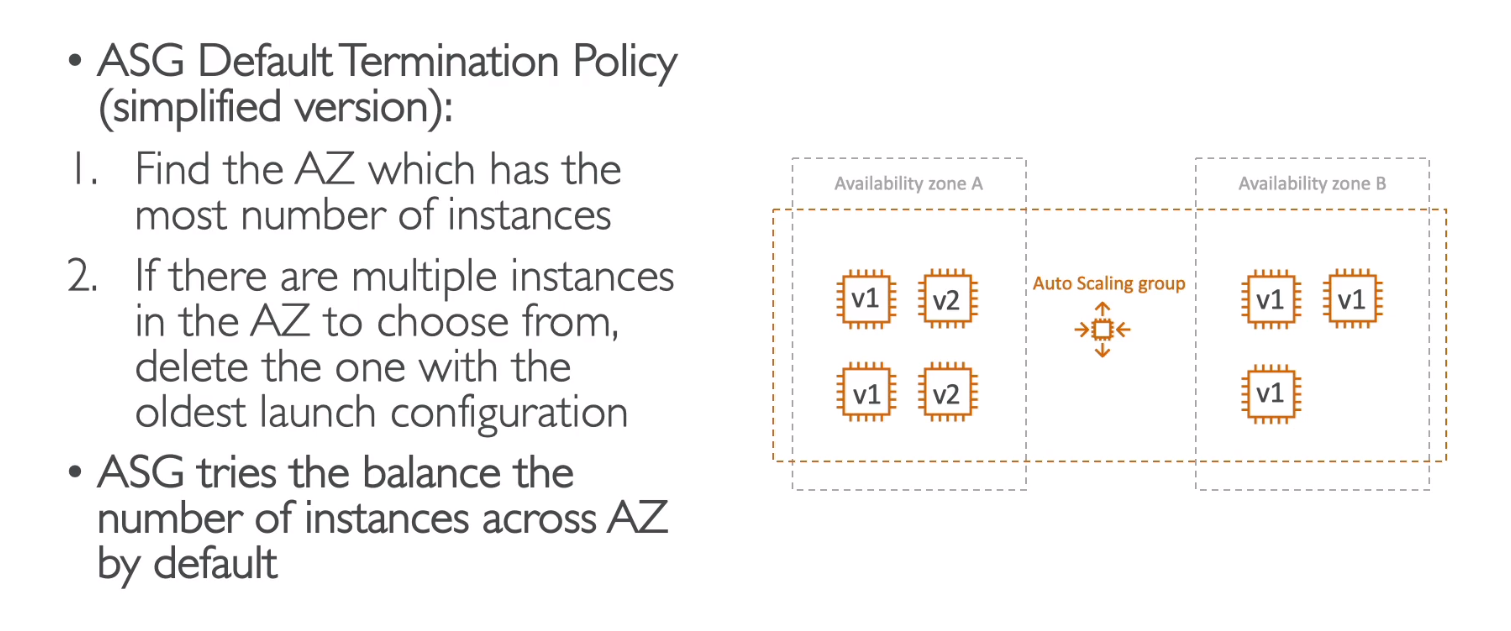 • ASG Default Termination Policy
(simplified version):
1. Find the AZ which has the
most number of instances
2. If there are multiple instances
in the AZ to choose from,
delete the one with the
oldest launch configuration
• ASG tries the balance the
number of instances across AZ
by default
Availability zone A
Availability zone B
Auto Scaling group
v1 v2
v1 v2
v1 v1
v1